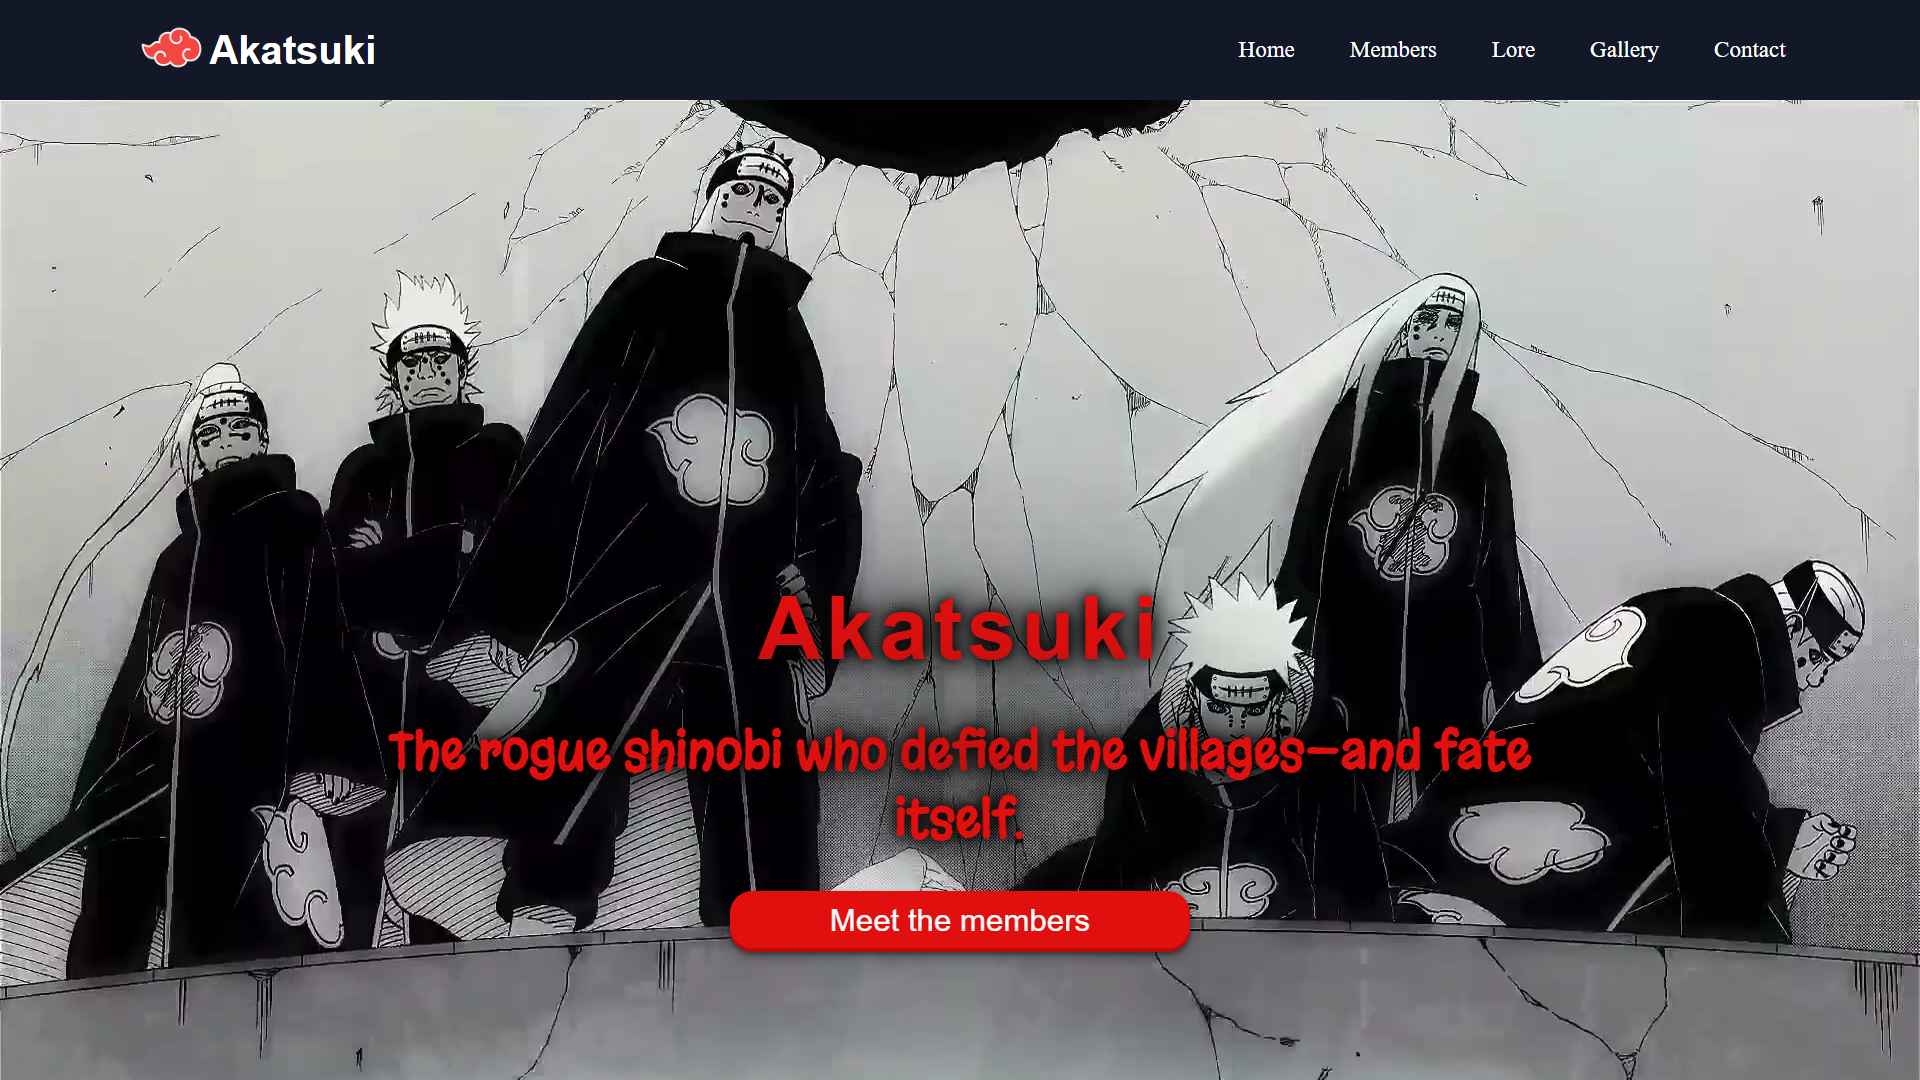 Akatsuki
Home Members Lore Gallery Contact
Akatsuki
The rogue shinobi who defied the villages—and fate
itself.
Meet the members